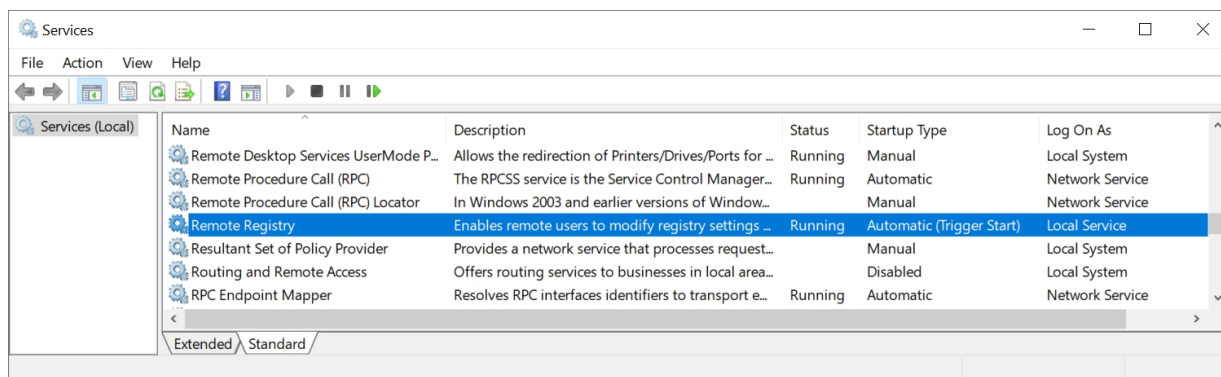 Services
File Action View Help
Services (Local)
Name Description Status Startup Type Log On As
Remote Desktop Services UserMode P... Allows the redirection of Printers/Drives/Ports for ... Running Manual Local System
Remote Procedure Call (RPC) The RPCSS service is the Service Control Manager... Running Automatic Network Service
Remote Procedure Call (RPC) Locator In Windows 2003 and earlier versions of Window... Manual Network Service
Remote Registry Enables remote users to modify registry settings ... Running Automatic (Trigger Start) Local Service
Resultant Set of Policy Provider Provides a network service that processes request... Manual Local System
Routing and Remote Access Offers routing services to businesses in local area... Disabled Local System
RPC Endpoint Mapper Resolves RPC interfaces identifiers to transport e... Running Automatic Network Service
Extended Standard